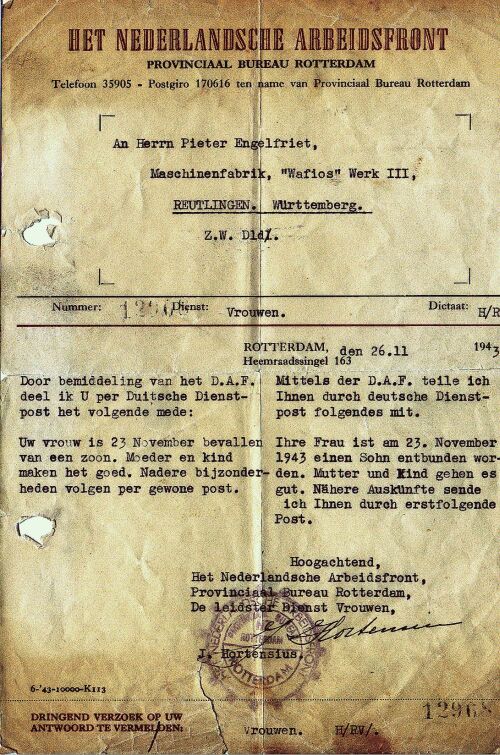 HET NEDERLANDSCHE ARBEIDSFRONT
PROVINCIAAL BUREAU ROTTERDAM
Telefoon 35905 - Postgiro 170616 ten name van Provinciaal Bureau Rotterdam
An Herrn Pieter Engelfriet,
Maschinenfabrik, "Wafios" Werk III,
REUTLINGEN. Württemberg.
Z.W. Dld/.
Nummer: Dienst: Vrouwen. Dictaat: H/R
ROTTERDAM, den 26.11 1943
Heemraadssingel 163
Door bemiddeling van het D.A.F.
deel ik U per Duitsche Dienst-
post het volgende mede:
Uw vrouw is 23 November bevallen
van een zoon. Moeder en kind
maken het goed. Nadere bijzonder-
heden volgen per gewone post.
Mittels der D.A.F. teile ich
Ihnen durch deutsche Dienst-
post folgendes mit.
Ihre Frau ist am 23. November
1943 einen Sohn entbunden wor-
den. Mutter und Kind gehen es
gut. Nähere Auskünfte sende
ich Ihnen durch erstfolgende
Post.
Hoogachtend,
Het Nederlandsche Arbeidsfront,
Provinciaal Bureau Rotterdam,
De leidster Dienst Vrouwen,
I. Hortensius.
ROTTERDAM
6-'43-10000-K113
12968
DRINGEND VERZOEK OP UW
ANTWOORD TE VERMELDEN:
Vrouwen. H/RV/.